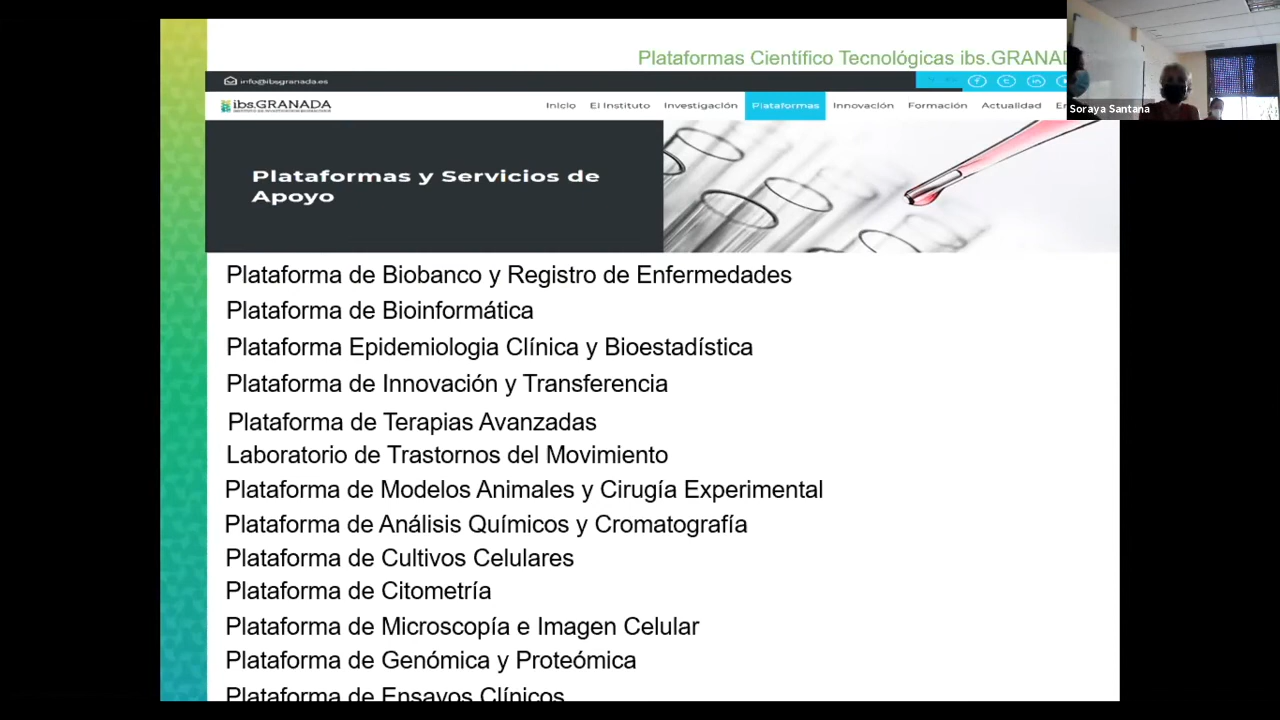 Plataformas Científico Tecnológicas ibs.GRANAD
info@ibsgranada.es
ibs.GRANADA
Inicio El Instituto Investigación Plataformas Innovación Formación Actualidad
Soraya Santana
Plataformas y Servicios de
Apoyo
Plataforma de Biobanco y Registro de Enfermedades
Plataforma de Bioinformática
Plataforma Epidemiologia Clínica y Bioestadística
Plataforma de Innovación y Transferencia
Plataforma de Terapias Avanzadas
Laboratorio de Trastornos del Movimiento
Plataforma de Modelos Animales y Cirugía Experimental
Plataforma de Análisis Químicos y Cromatografía
Plataforma de Cultivos Celulares
Plataforma de Citometría
Plataforma de Microscopía e Imagen Celular
Plataforma de Genómica y Proteómica
Plataforma de Ensayos Clínicos